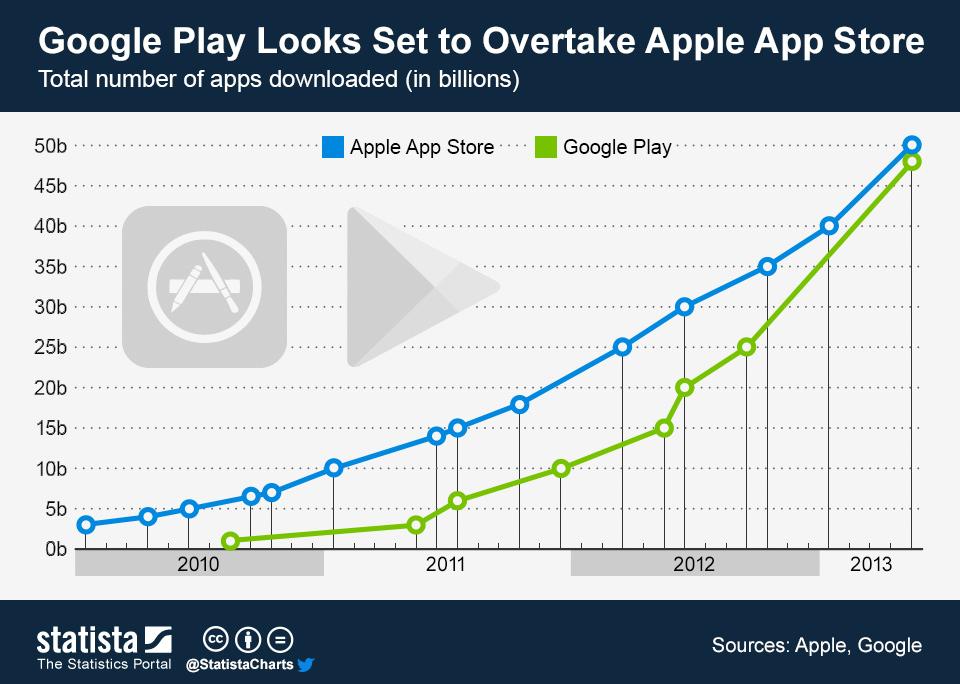 Google Play Looks Set to Overtake Apple App Store
Total number of apps downloaded (in billions)
Apple App Store
Google Play
50b
45b
40b
35b
30b
25b
20b
15b
10b
5b
0b
2010
2011
2012
2013
statista
The Statistics Portal
cc
@StatistaCharts
Sources: Apple, Google